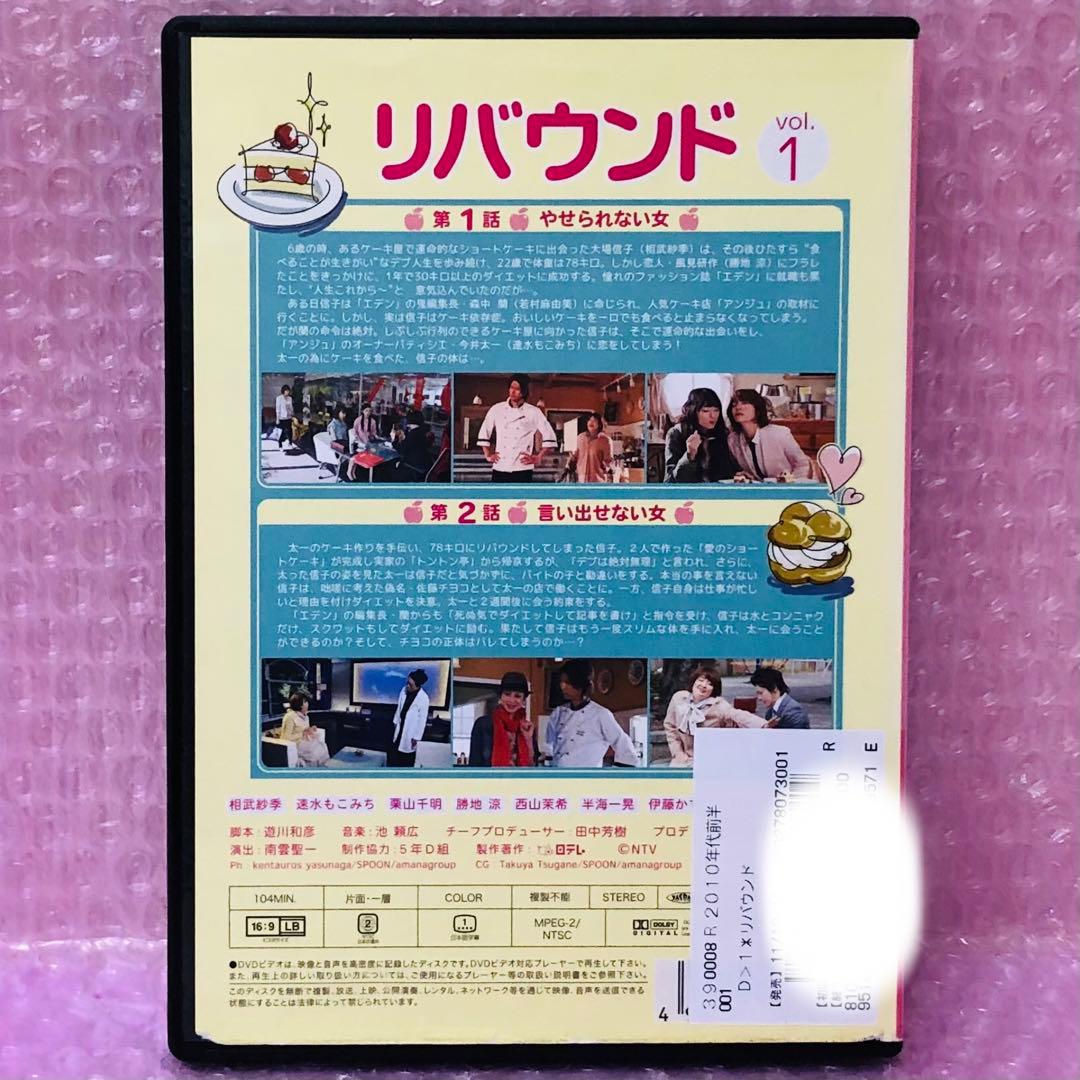 リバウンド
vol.
1
第1話 やせられない女
6歳の時、あるケーキ屋で運命的なショートケーキに出会った大場信子(相武紗季)は、その後ひたすら“食
べることが生きがい”なデブ人生を歩み続け、22歳で体重は78キロ。しかし恋人・風見研作(勝地 涼)にフラレ
たことをきっかけに、1年で30キロ以上のダイエットに成功する。憧れのファッション誌「エデン」に就職も果
たし、“人生これから〜”と 意気込んでいたのだが…。
ある日信子は「エデン」の鬼編集長・森中 蘭(若村麻由美)に命じられ、人気ケーキ店「アンジュ」の取材に
行くことに。しかし、実は信子はケーキ依存症。おいしいケーキを一口でも食べると止まらなくなってしまう。
だが蘭の命令は絶対。しぶしぶ行列のできるケーキ屋に向かった信子は、そこで運命的な出会いをし、
「アンジュ」のオーナーパティシエ・今井太一(速水もこみち)に恋をしてしまう!
太一の為にケーキを食べた、信子の体は…。
第2話 言い出せない女
太一のケーキ作りを手伝い、78キロにリバウンドしてしまった信子。2人で作った「愛のショー
トケーキ」が完成し実家の「トントン亭」から帰京するが、「デブは絶対無理」と言われ、さらに、
太った信子の姿を見た太一は信子だと気づかずに、バイトの子と勘違いをする。本当の事を言えない
信子は、咄嗟に考えた偽名・佐藤チヨコとして太一の店で働くことに。一方、信子自身は仕事が忙し
いと理由を付けダイエットを決意。太一と2週間後に会う約束をする。
「エデン」の編集長・蘭からも「死ぬ気でダイエットして記事を書け」と指令を受け、信子は水とコンニャク
だけ、スクワットもしてダイエットに励む。果たして信子はもう一度スリムな体を手に入れ、太一に会うこと
ができるのか?そして、チヨコの正体はバレてしまうのか…?
相武紗季 速水もこみち 栗山千明 勝地 涼 西山茉希 半海一晃 伊藤か
脚本:遊川和彦 音楽:池 頼広 チーフプロデューサー:田中芳樹 プロデ
演出:南雲聖一 制作協力:5年D組 製作著作: 日テレ ©NTV
Ph : kentauros yasunaga/SPOON/amanagroup CG : Takuya Tsugane/SPOON/amanagroup
104MIN. 片面・一層 COLOR 複製不能 STEREO
16:9 LB 2 1 日本語字幕 MPEG-2/ NTSC DOLBY DIGITAL
●DVDビデオは、映像と音声を高密度に記録したディスクです。DVDビデオ対応プレーヤーで再生して下さい。
また、再生上の詳しい取り扱い方については、ご使用になるプレーヤー等の取扱い説明書をご参照下さい。
このディスクを無断で複製、放送、上映、公開演奏、レンタル、ネットワーク等を通じて映像、音声を送信できる
状態にすることは法律によって禁じられています。
4
390008 R 2010年代前半
001
D>1*リバウンド
【発売】11
78073001
R
00
571 E